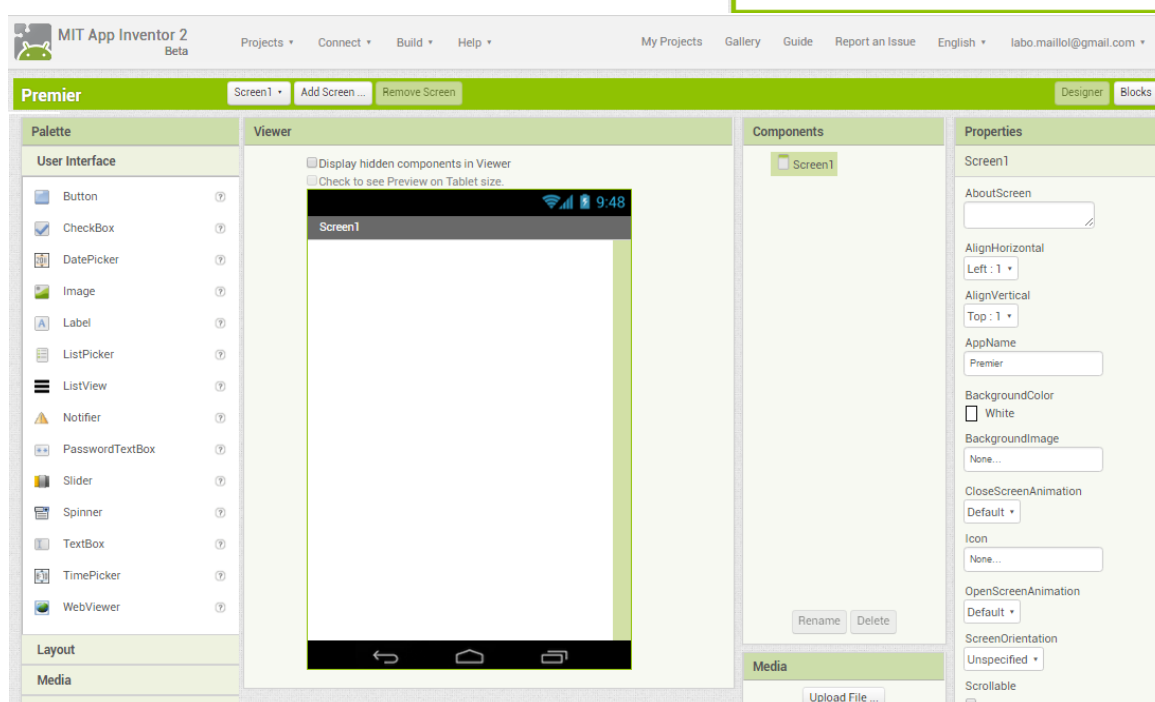 MIT App Inventor 2
Beta
Projects Connect Build Help My Projects Gallery Guide Report an Issue English labo.maillol@gmail.com
Premier Screen1 Add Screen ... Remove Screen Designer Blocks
Palette
User Interface
Button
CheckBox
DatePicker
Image
Label
ListPicker
ListView
Notifier
PasswordTextBox
Slider
Spinner
TextBox
TimePicker
WebViewer
Layout
Media
Viewer
Display hidden components in Viewer
Check to see Preview on Tablet size.
9:48
Screen1
Components
Screen1
Rename Delete
Media
Upload File ...
Properties
Screen1
AboutScreen
AlignHorizontal
Left : 1
AlignVertical
Top : 1
AppName
Premier
BackgroundColor
White
BackgroundImage
None...
CloseScreenAnimation
Default
Icon
None...
OpenScreenAnimation
Default
ScreenOrientation
Unspecified
Scrollable